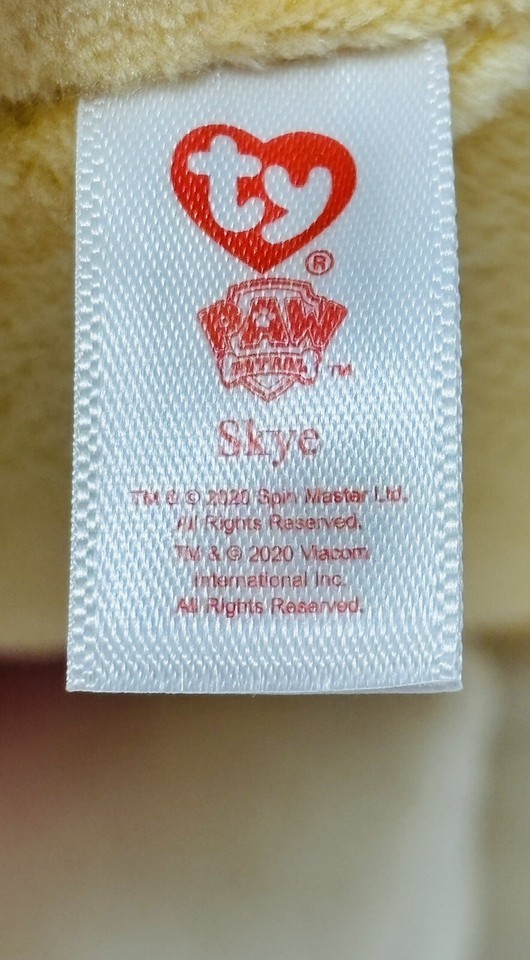 ty
®
PAW
PATROL
™
Skye
TM & © 2020 Spin Master Ltd.
All Rights Reserved.
TM & © 2020 Viacom
International Inc.
All Rights Reserved.